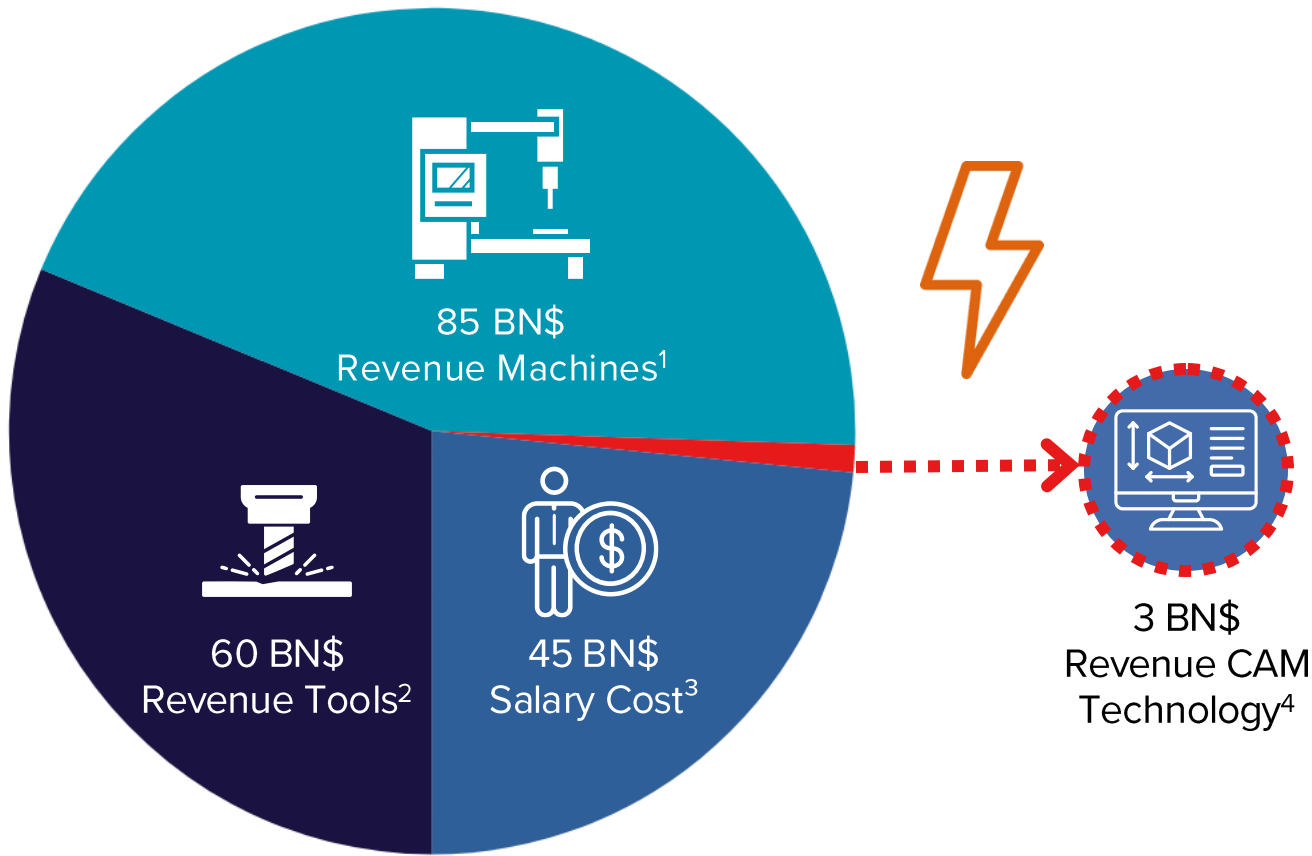 85 BN$
Revenue Machines¹
60 BN$
Revenue Tools²
45 BN$
Salary Cost³
$
3 BN$
Revenue CAM
Technology⁴